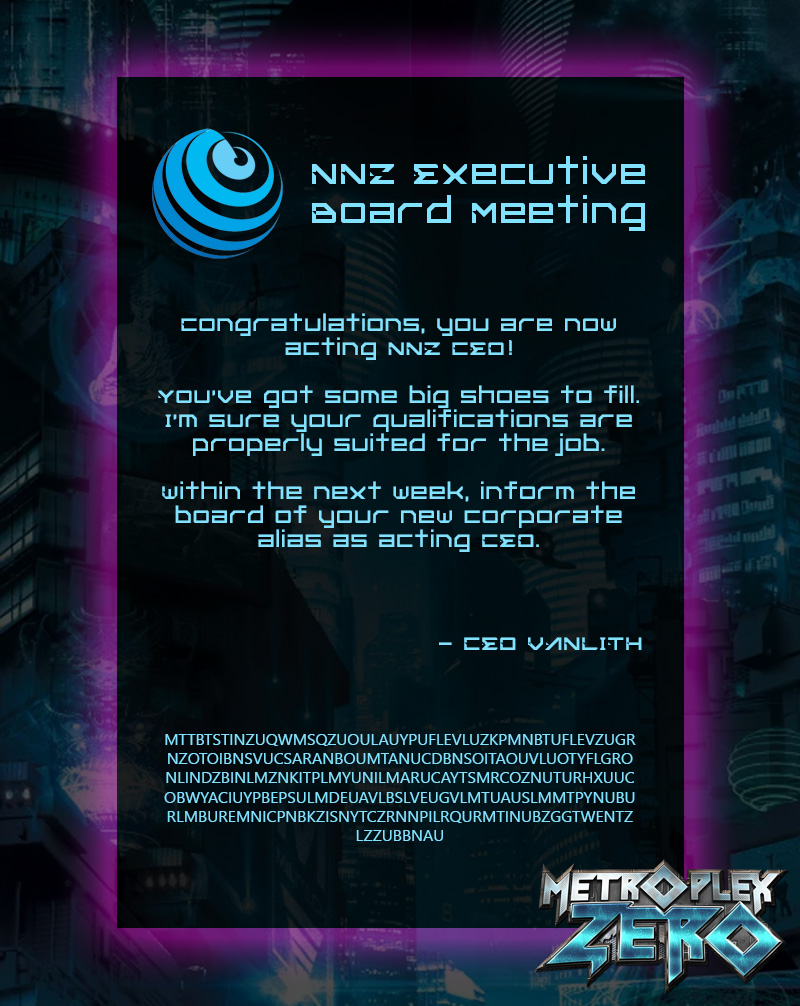 NNZ Executive
Board Meeting
Congratulations, you are now
acting NNZ CEO!
You've got some big shoes to fill.
I'm sure your qualifications are
properly suited for the job.
Within the next week, inform the
board of your new corporate
alias as acting CEO.
- CEO VANLITH
MTTBTSTINZUQWMSQZUOULAUYPUFLEVLUZKPMNBTUFLEVZUGR
NZOTOIBNSVUCSARANBOUMTANUCDBNSOITAOUVLUOTYFLGRO
NLINDZBINLMZNKITPLMYUNILMARUCAYTSMRCOZNUTURHXUUC
OBWYACIUYPBEPSULMDEUAVLBSLVEUGVLMTUAUSLMMTPYNUBU
RLMBUREMNICPNBKZISNYTCZRNNPILRQURMTINUBZGGTWENTZ
LZZUBBNAU
METROPLEX
ZERO